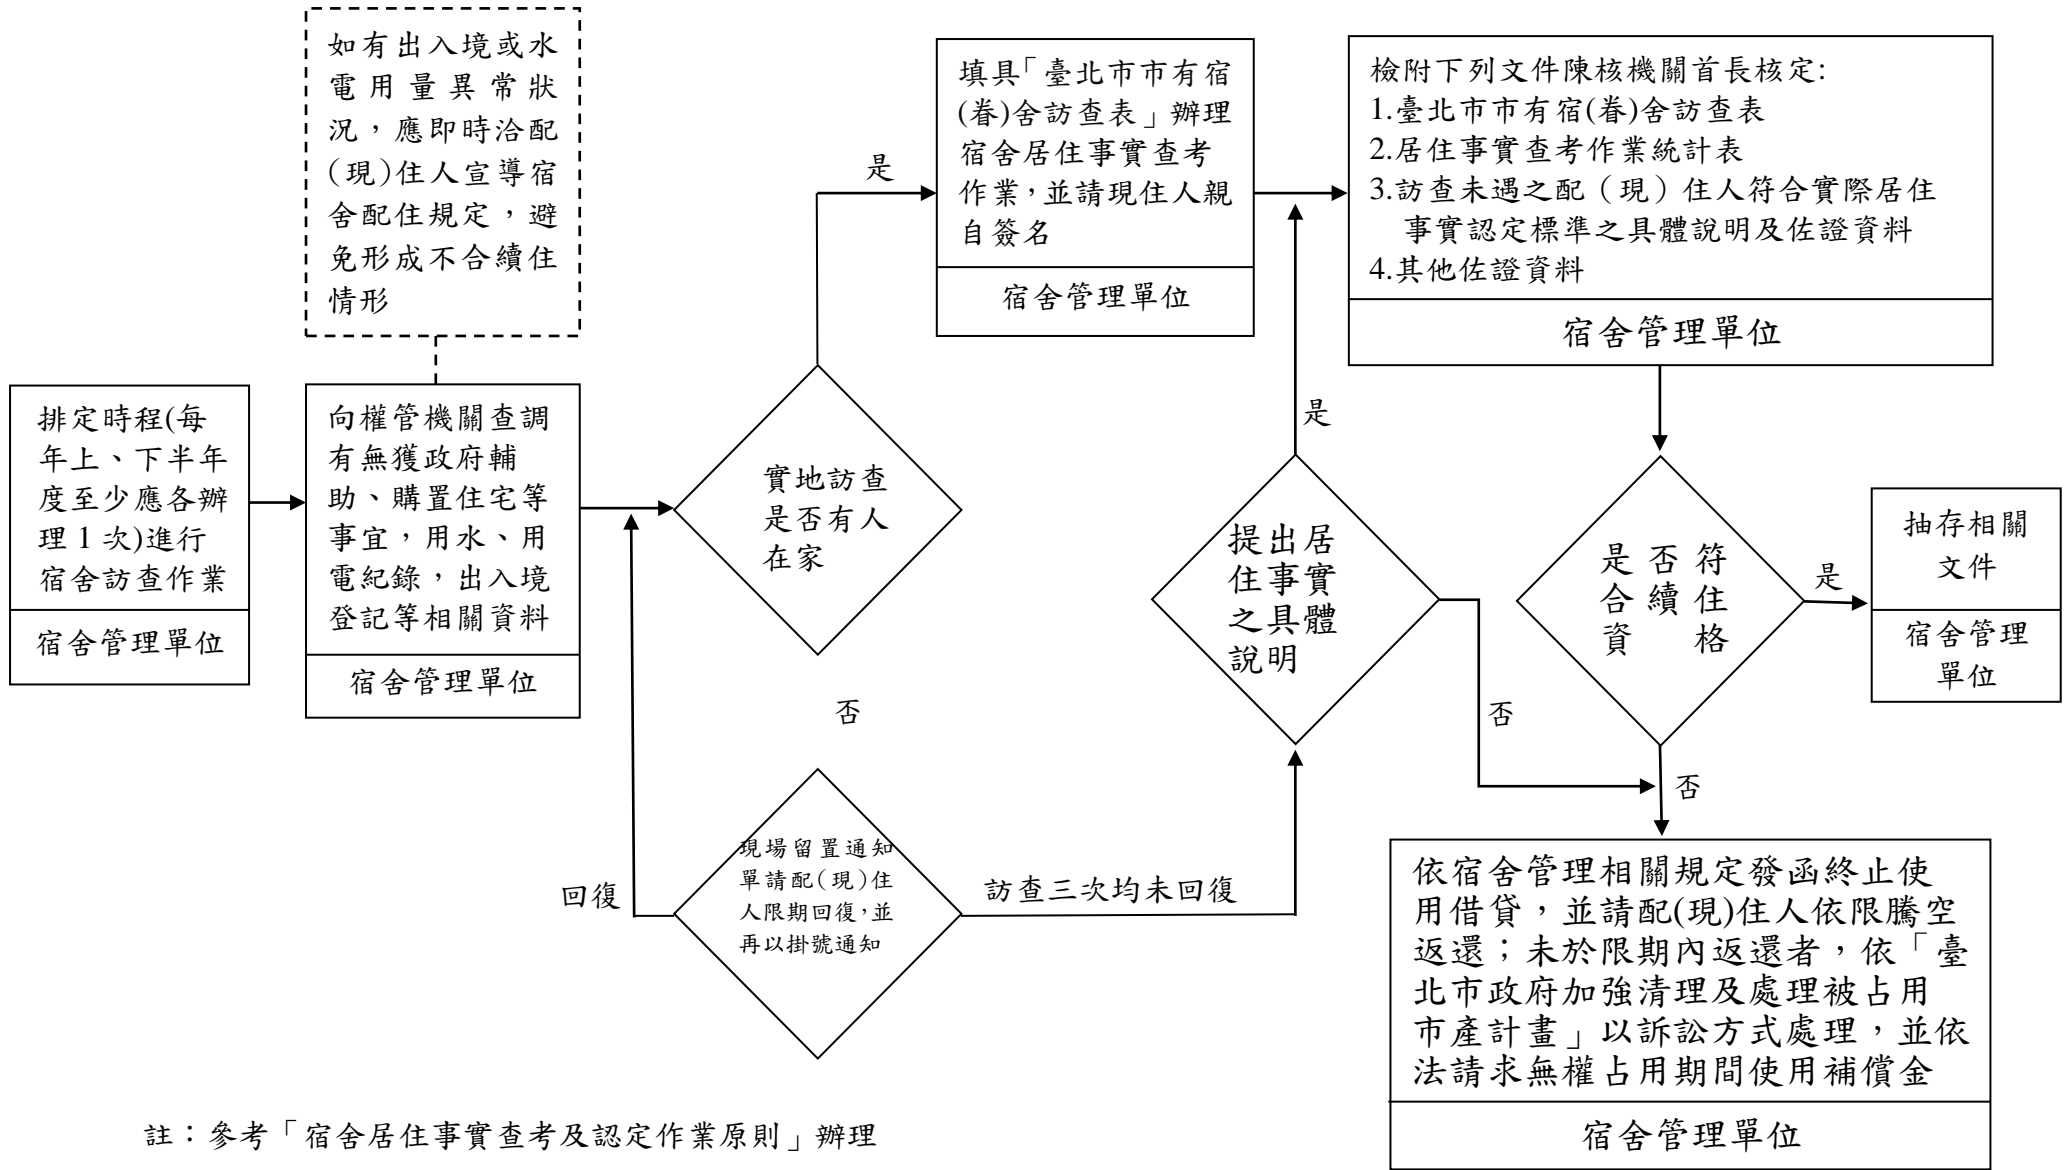 如有出入境或水
電用量異常狀
況，應即時洽配
(現)住人宣導宿
舍配住規定，避
免形成不合續住
情形
排定時程(每
年上、下半年
度至少應各辦
理 1 次)進行
宿舍訪查作業
宿舍管理單位
向權管機關查調
有無獲政府輔
助、購置住宅等
事宜，用水、用
電紀錄，出入境
登記等相關資料
宿舍管理單位
實地訪查
是否有人
在家
是
否
填具「臺北市市有宿
(眷)舍訪查表」辦理
宿舍居住事實查考
作業，並請現住人親
自簽名
宿舍管理單位
現場留置通知
單請配(現)住
人限期回復，並
再以掛號通知
回復
訪查三次均未回復
提出居
住事實
之具體
說明
是
否
檢附下列文件陳核機關首長核定:
1.臺北市市有宿(眷)舍訪查表
2.居住事實查考作業統計表
3.訪查未遇之配（現）住人符合實際居住
事實認定標準之具體說明及佐證資料
4.其他佐證資料
宿舍管理單位
是否符
合續住
資格
是
否
抽存相關
文件
宿舍管理
單位
依宿舍管理相關規定發函終止使
用借貸，並請配(現)住人依限騰空
返還；未於限期內返還者，依「臺
北市政府加強清理及處理被占用
市產計畫」以訴訟方式處理，並依
法請求無權占用期間使用補償金
宿舍管理單位
註：參考「宿舍居住事實查考及認定作業原則」辦理